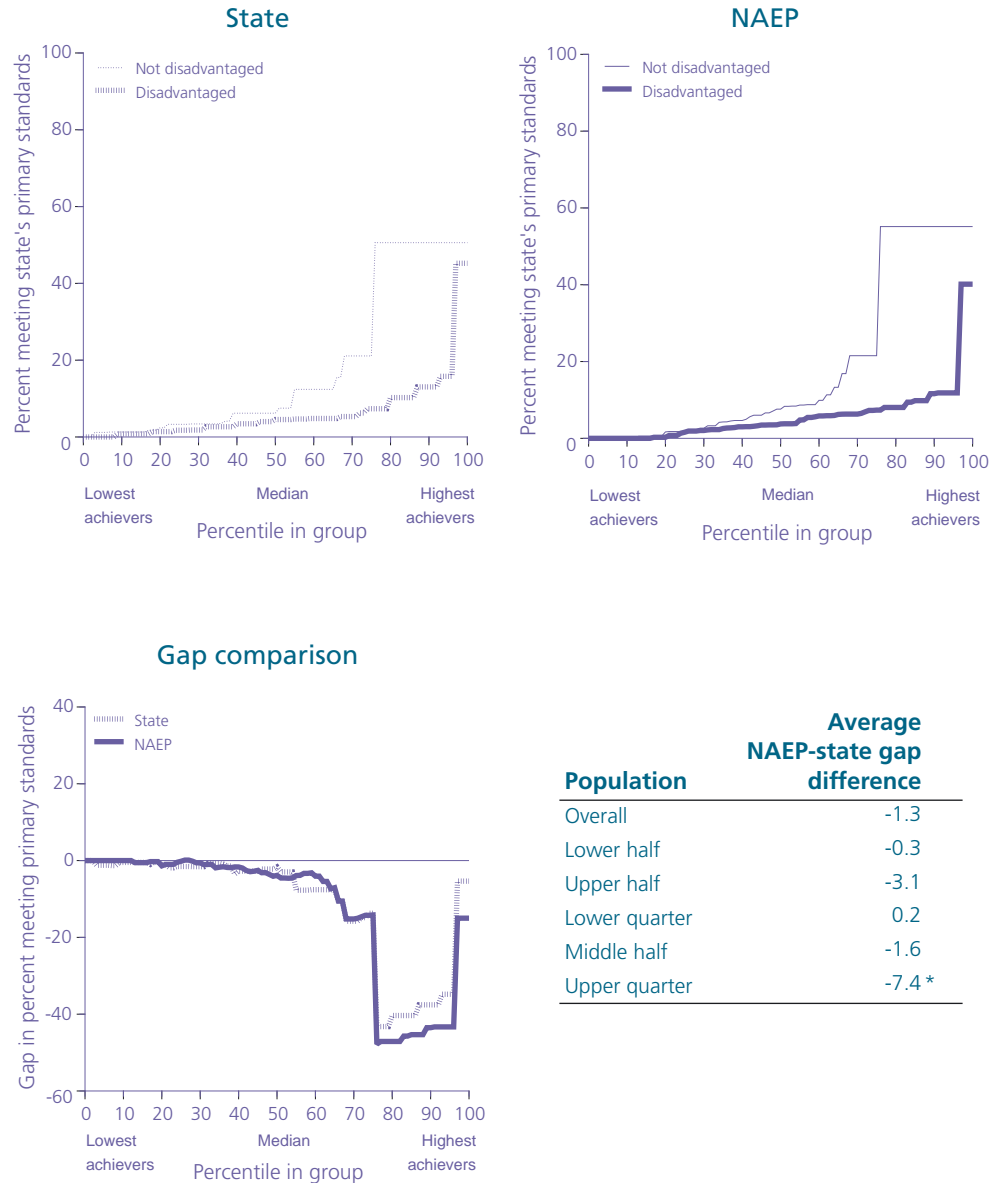 State
Percent meeting state's primary standards
100
80
60
40
20
0
Not disadvantaged
Disadvantaged
0 10 20 30 40 50 60 70 80 90 100
Lowest achievers
Median
Highest achievers
Percentile in group
NAEP
Percent meeting state's primary standards
100
80
60
40
20
0
Not disadvantaged
Disadvantaged
0 10 20 30 40 50 60 70 80 90 100
Lowest achievers
Median
Highest achievers
Percentile in group
Gap comparison
Gap in percent meeting primary standards
40
20
0
-20
-40
-60
State
NAEP
0 10 20 30 40 50 60 70 80 90 100
Lowest achievers
Median
Highest achievers
Percentile in group
Population Average NAEP-state gap difference
Overall -1.3
Lower half -0.3
Upper half -3.1
Lower quarter 0.2
Middle half -1.6
Upper quarter -7.4 *